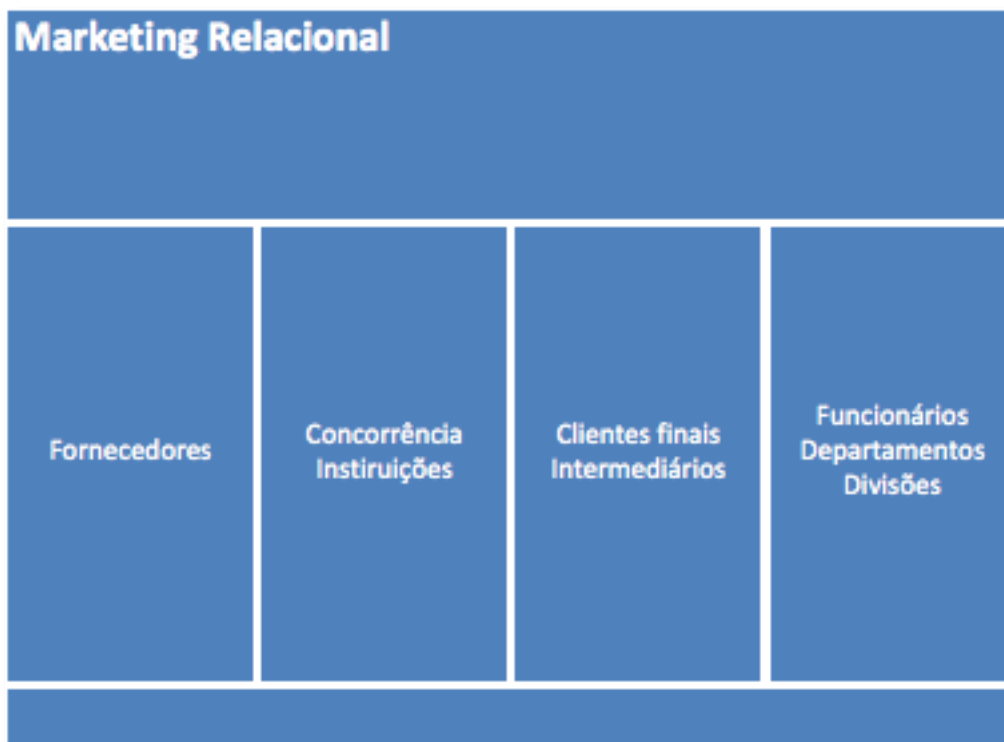 Marketing Relacional
Fornecedores
Concorrência
Instiruições
Clientes finais
Intermediários
Funcionários
Departamentos
Divisões